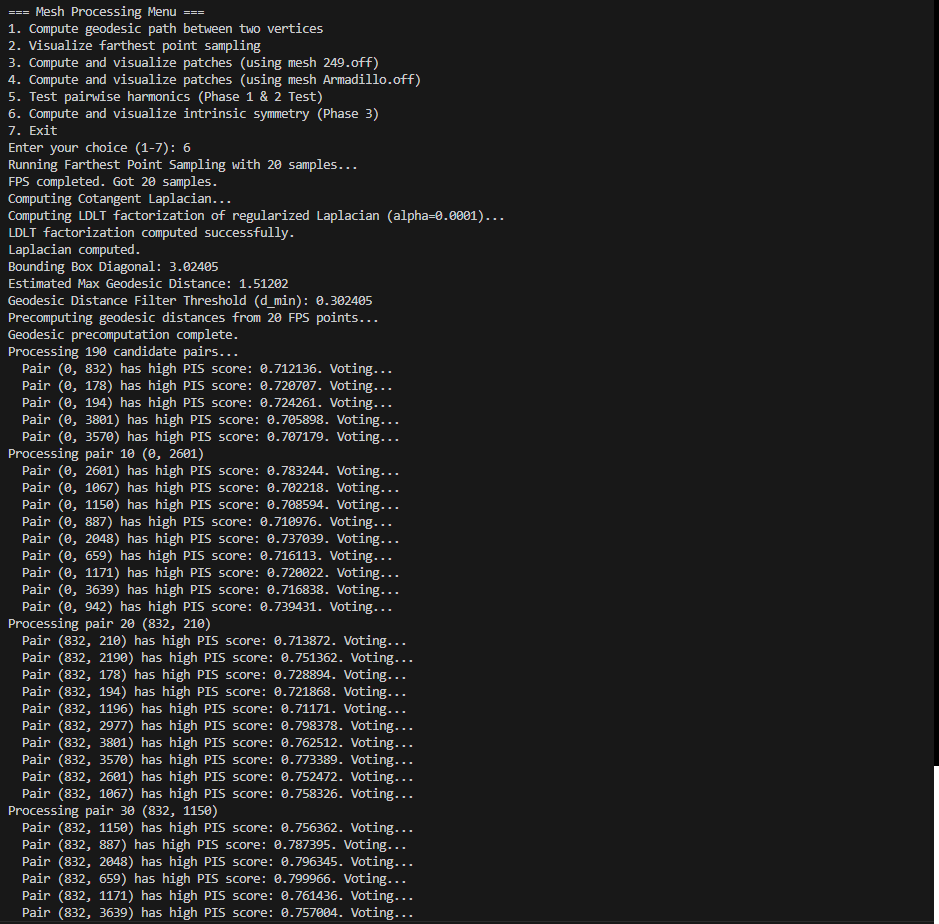 === Mesh Processing Menu ===
1. Compute geodesic path between two vertices
2. Visualize farthest point sampling
3. Compute and visualize patches (using mesh 249.off)
4. Compute and visualize patches (using mesh Armadillo.off)
5. Test pairwise harmonics (Phase 1 & 2 Test)
6. Compute and visualize intrinsic symmetry (Phase 3)
7. Exit
Enter your choice (1-7): 6
Running Farthest Point Sampling with 20 samples...
FPS completed. Got 20 samples.
Computing Cotangent Laplacian...
Computing LDLT factorization of regularized Laplacian (alpha=0.0001)...
LDLT factorization computed successfully.
Laplacian computed.
Bounding Box Diagonal: 3.02405
Estimated Max Geodesic Distance: 1.51202
Geodesic Distance Filter Threshold (d_min): 0.302405
Precomputing geodesic distances from 20 FPS points...
Geodesic precomputation complete.
Processing 190 candidate pairs...
  Pair (0, 832) has high PIS score: 0.712136. Voting...
  Pair (0, 178) has high PIS score: 0.720707. Voting...
  Pair (0, 194) has high PIS score: 0.724261. Voting...
  Pair (0, 3801) has high PIS score: 0.705898. Voting...
  Pair (0, 3570) has high PIS score: 0.707179. Voting...
Processing pair 10 (0, 2601)
  Pair (0, 2601) has high PIS score: 0.783244. Voting...
  Pair (0, 1067) has high PIS score: 0.702218. Voting...
  Pair (0, 1150) has high PIS score: 0.708594. Voting...
  Pair (0, 887) has high PIS score: 0.710976. Voting...
  Pair (0, 2048) has high PIS score: 0.737039. Voting...
  Pair (0, 659) has high PIS score: 0.716113. Voting...
  Pair (0, 1171) has high PIS score: 0.720022. Voting...
  Pair (0, 3639) has high PIS score: 0.716838. Voting...
  Pair (0, 942) has high PIS score: 0.739431. Voting...
Processing pair 20 (832, 210)
  Pair (832, 210) has high PIS score: 0.713872. Voting...
  Pair (832, 2190) has high PIS score: 0.751362. Voting...
  Pair (832, 178) has high PIS score: 0.728894. Voting...
  Pair (832, 194) has high PIS score: 0.721868. Voting...
  Pair (832, 1196) has high PIS score: 0.71171. Voting...
  Pair (832, 2977) has high PIS score: 0.798378. Voting...
  Pair (832, 3801) has high PIS score: 0.762512. Voting...
  Pair (832, 3570) has high PIS score: 0.773389. Voting...
  Pair (832, 2601) has high PIS score: 0.752472. Voting...
  Pair (832, 1067) has high PIS score: 0.758326. Voting...
Processing pair 30 (832, 1150)
  Pair (832, 1150) has high PIS score: 0.756362. Voting...
  Pair (832, 887) has high PIS score: 0.787395. Voting...
  Pair (832, 2048) has high PIS score: 0.796345. Voting...
  Pair (832, 659) has high PIS score: 0.799966. Voting...
  Pair (832, 1171) has high PIS score: 0.761436. Voting...
  Pair (832, 3639) has high PIS score: 0.757004. Voting...